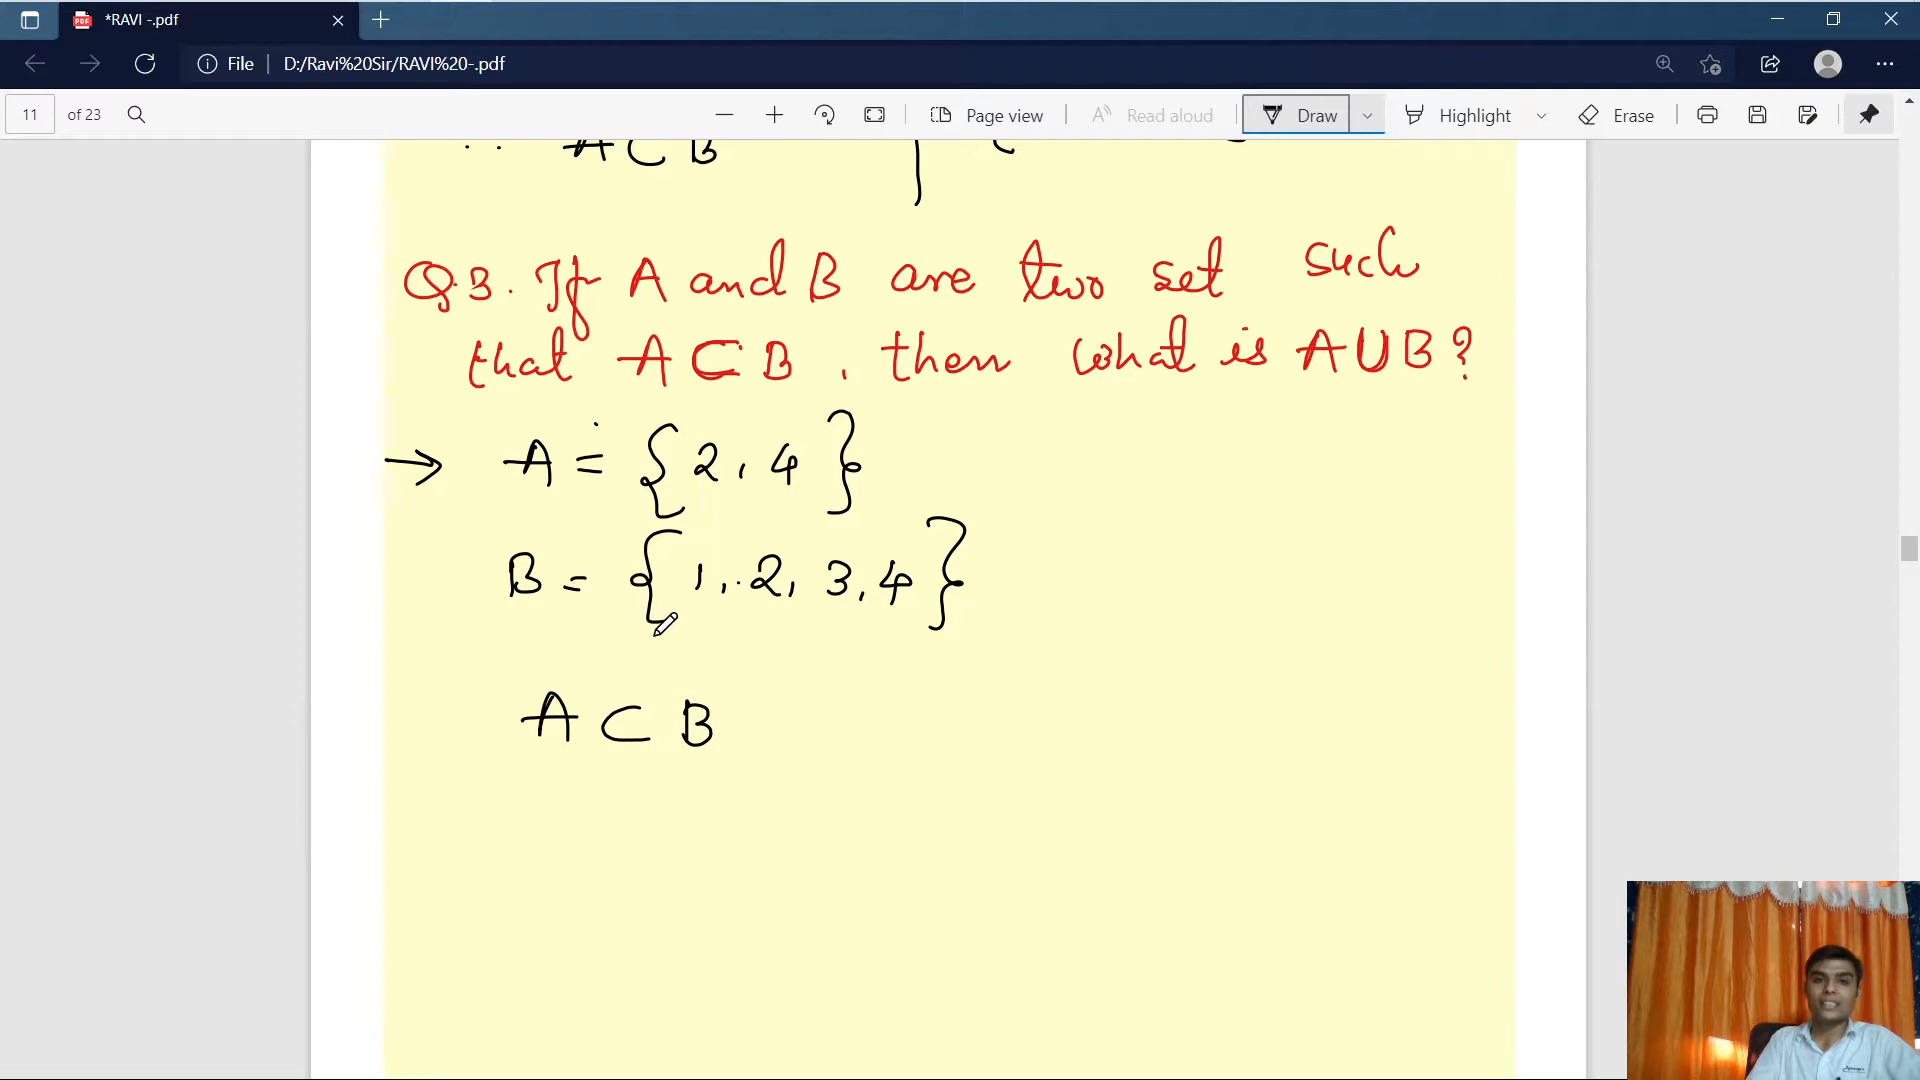 *RAVI -.pdf
File D:/Ravi%20Sir/RAVI%20-.pdf
11 of 23 Page view Read aloud Draw Highlight Erase
∴ A ⊂ B
Q.3. If A and B are two set such
that A ⊂ B , then what is A ∪ B ?
→ A = { 2, 4 }
B = { 1, 2, 3, 4 }
A ⊂ B